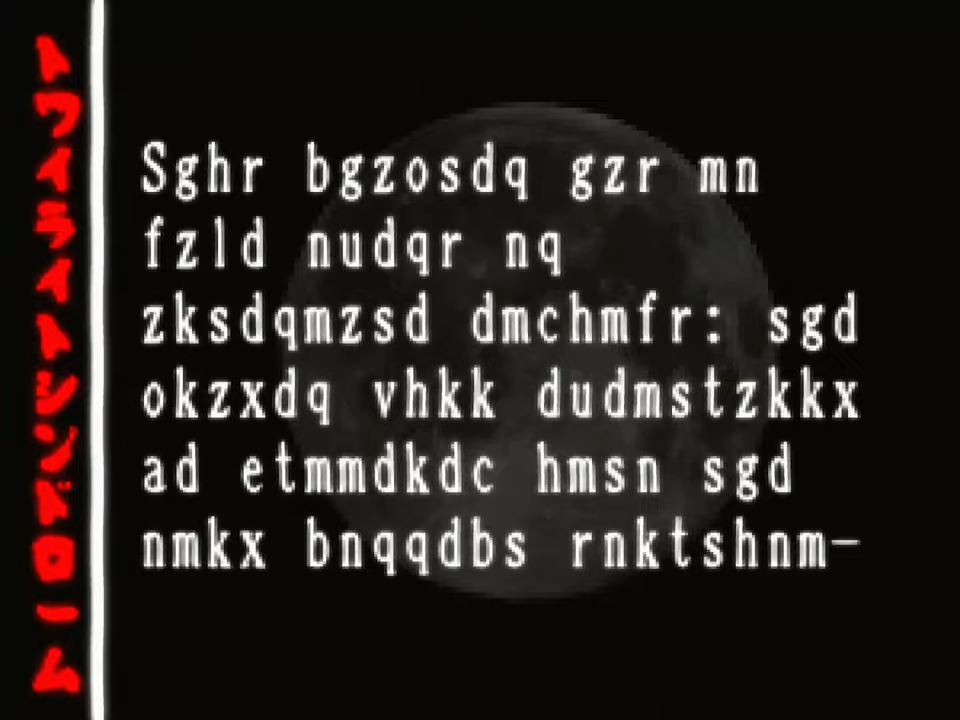 トワイライトシンドローム
Sghr bgzosdq gzr mn
fzld nudqr nq
zksdqmzsd dmchmfr: sgd
okzxdq vhkk dudmstzkkx
ad etmmdkdc hmsn sgd
nmkx bnqqdbs rnktshnm—